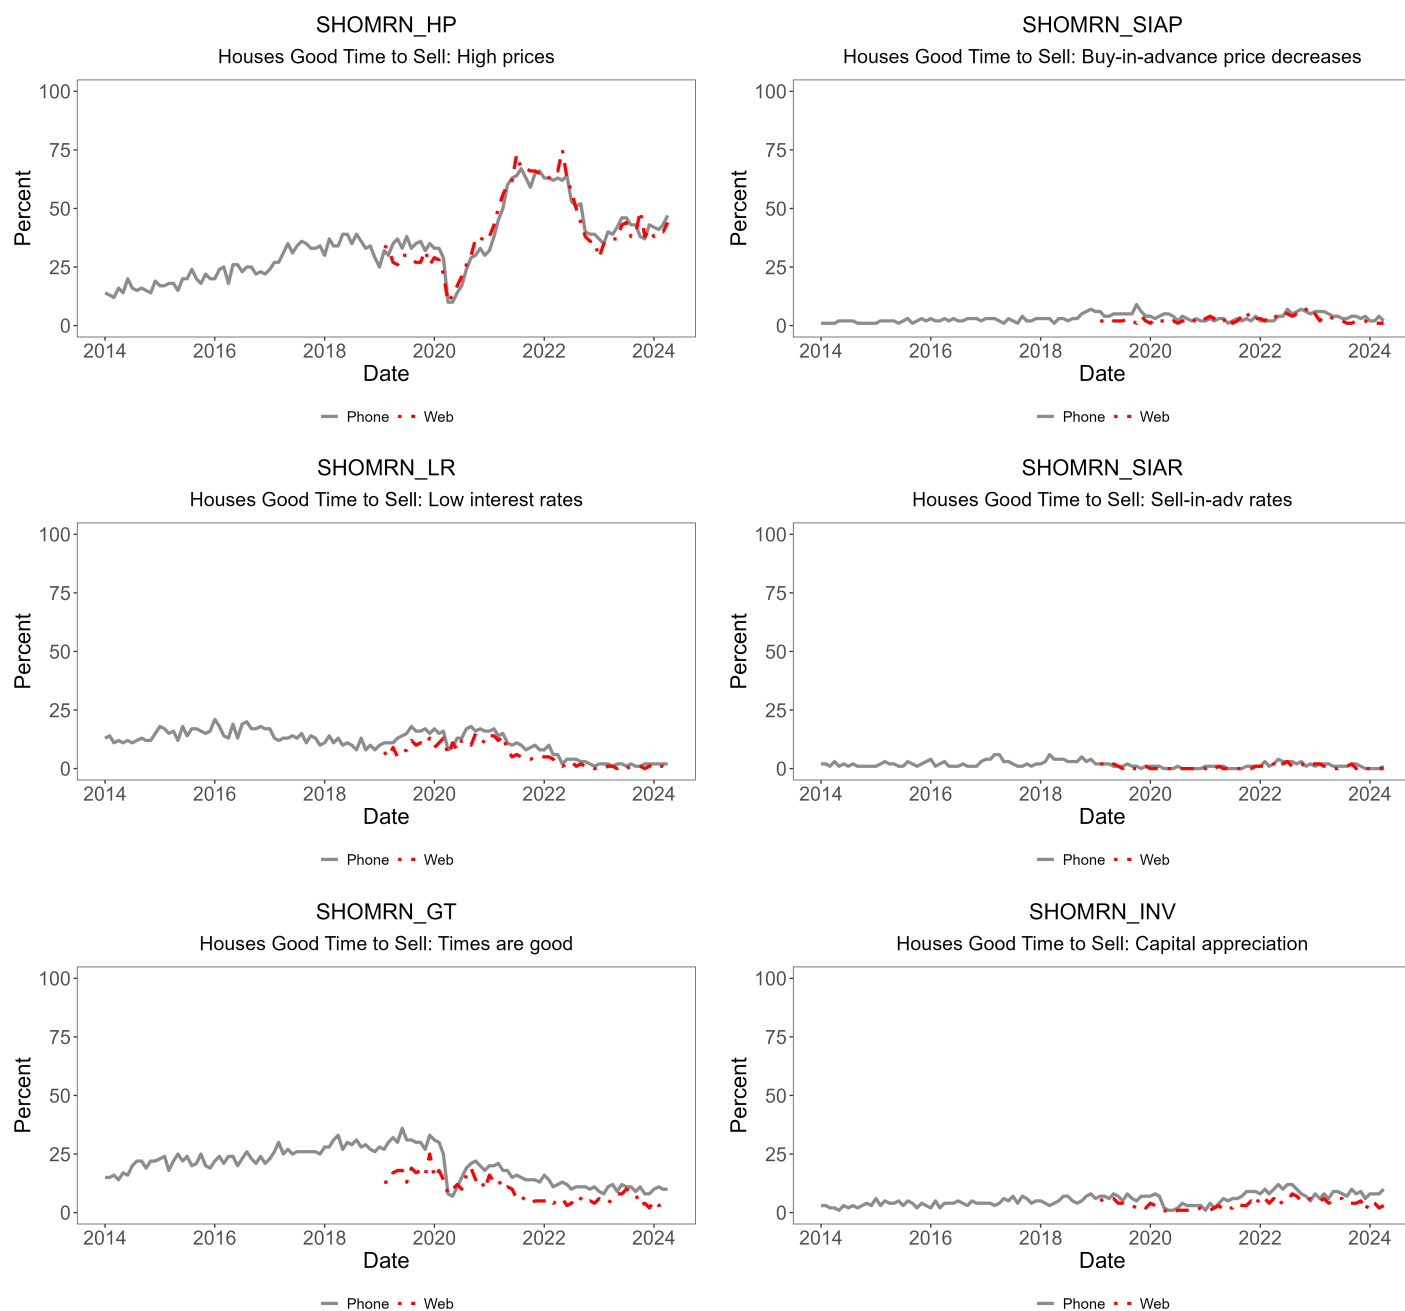 SHOMRN_HP
Houses Good Time to Sell: High prices
Percent
100
75
50
25
0
2014 2016 2018 2020 2022 2024
Date
Phone Web
SHOMRN_SIAP
Houses Good Time to Sell: Buy-in-advance price decreases
Percent
100
75
50
25
0
2014 2016 2018 2020 2022 2024
Date
Phone Web
SHOMRN_LR
Houses Good Time to Sell: Low interest rates
Percent
100
75
50
25
0
2014 2016 2018 2020 2022 2024
Date
Phone Web
SHOMRN_SIAR
Houses Good Time to Sell: Sell-in-adv rates
Percent
100
75
50
25
0
2014 2016 2018 2020 2022 2024
Date
Phone Web
SHOMRN_GT
Houses Good Time to Sell: Times are good
Percent
100
75
50
25
0
2014 2016 2018 2020 2022 2024
Date
Phone Web
SHOMRN_INV
Houses Good Time to Sell: Capital appreciation
Percent
100
75
50
25
0
2014 2016 2018 2020 2022 2024
Date
Phone Web